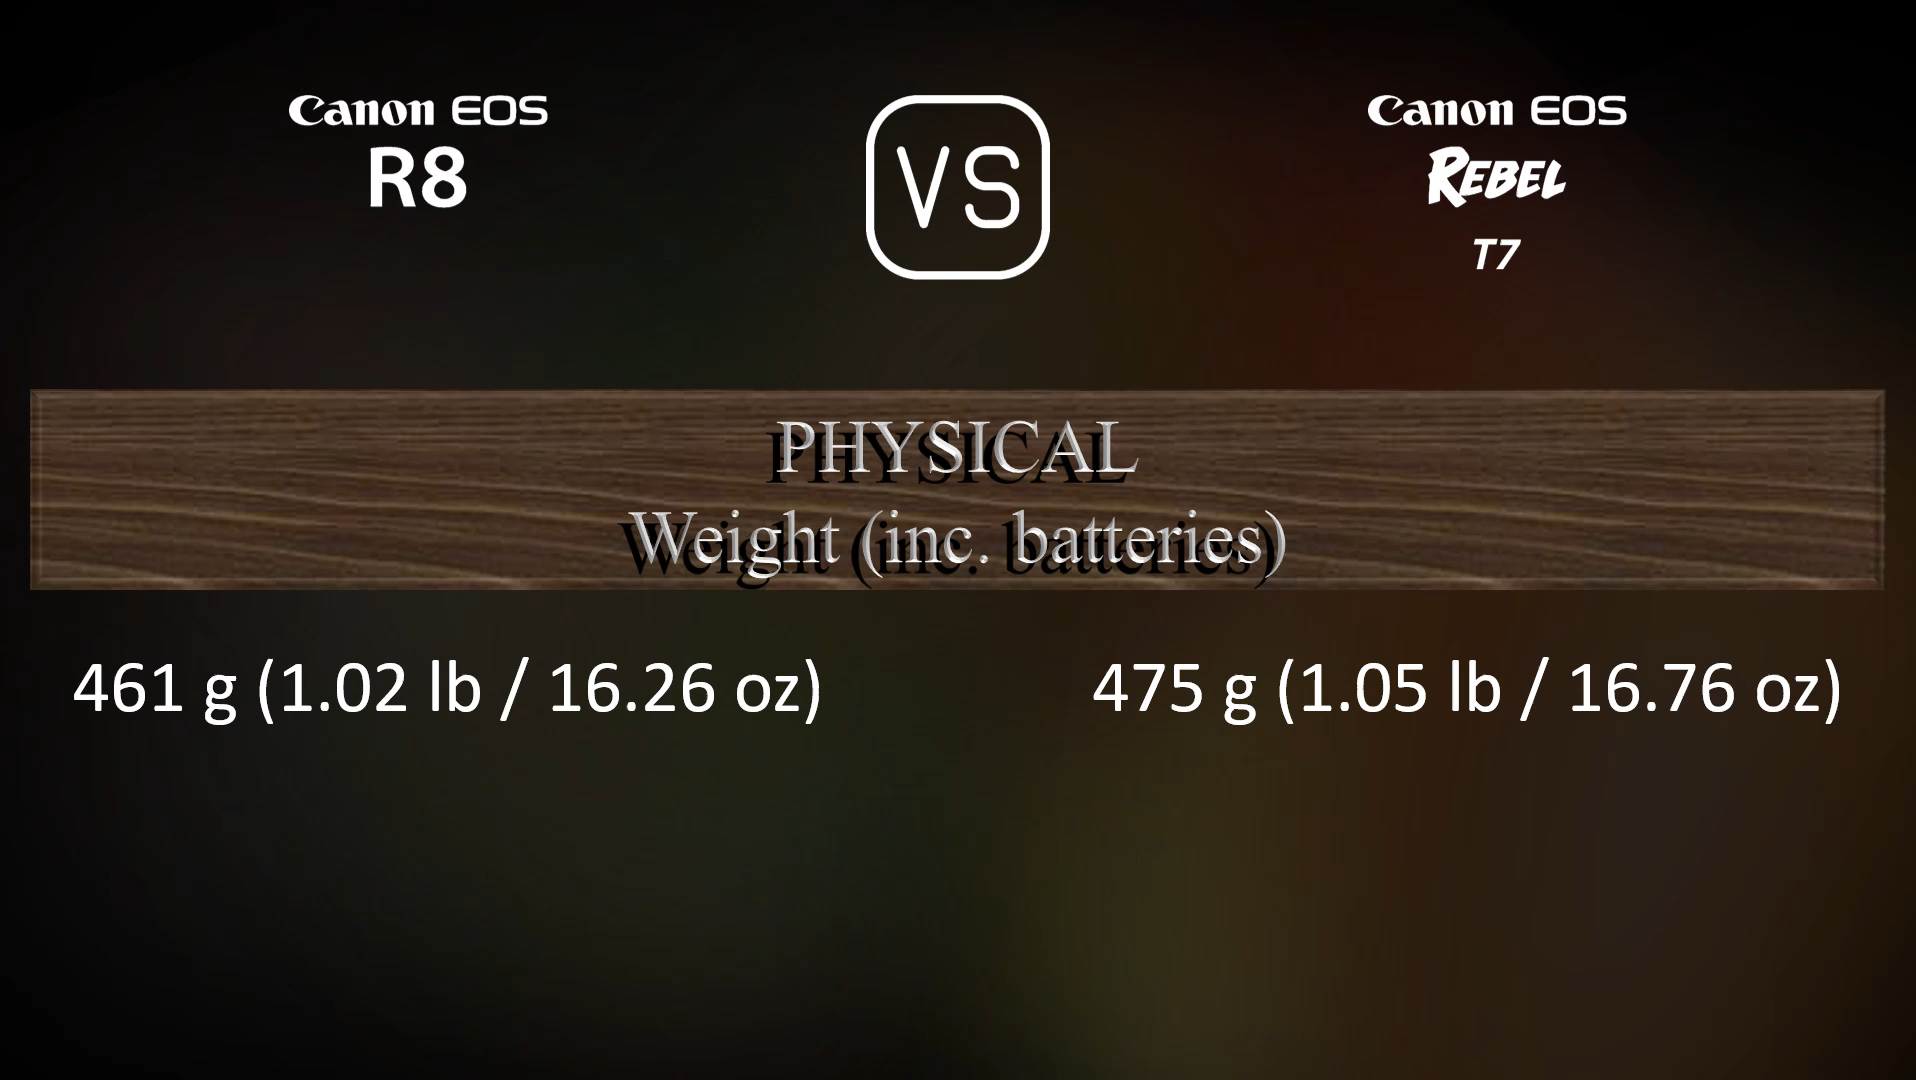 Canon EOS
R8
VS
Canon EOS
REBEL
T7
PHYSICAL
Weight (inc. batteries)
461 g (1.02 lb / 16.26 oz)
475 g (1.05 lb / 16.76 oz)